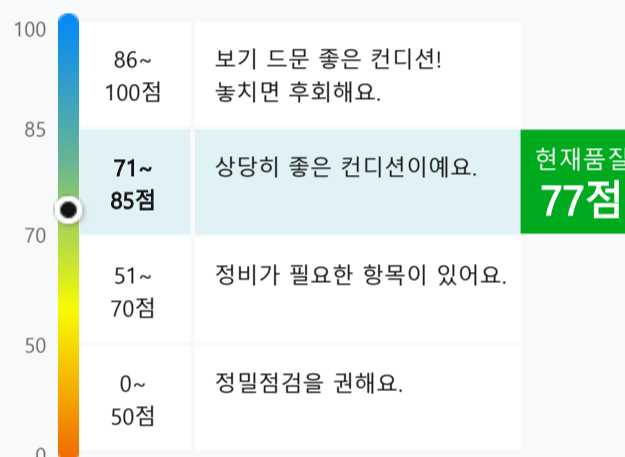 100
86~
100점
보기 드문 좋은 컨디션!
놓치면 후회해요.
85
71~
85점
상당히 좋은 컨디션이예요.
현재품질
77점
70
51~
70점
정비가 필요한 항목이 있어요.
50
0~
50점
정밀점검을 권해요.
0